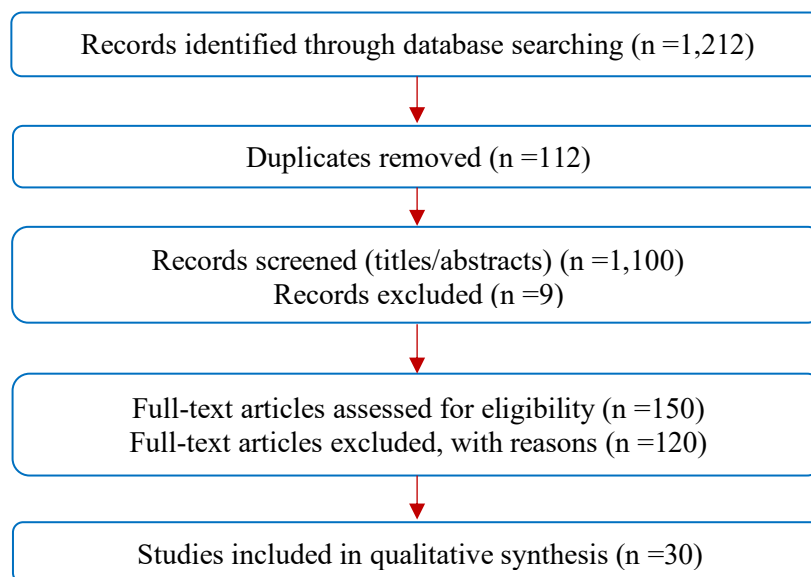 Records identified through database searching (n =1,212)
Duplicates removed (n =112)
Records screened (titles/abstracts) (n =1,100)
Records excluded (n =9)
Full-text articles assessed for eligibility (n =150)
Full-text articles excluded, with reasons (n =120)
Studies included in qualitative synthesis (n =30)